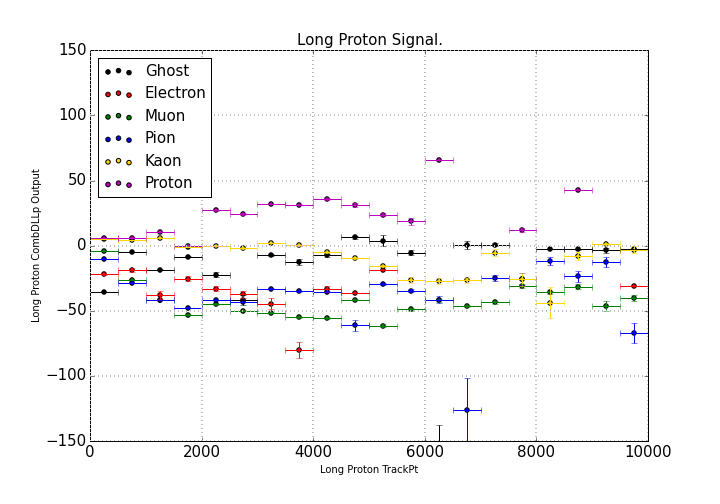 Long Proton Signal.
150
100
50
0
−50
−100
−150
Long Proton CombDLLp Output
Ghost
Electron
Muon
Pion
Kaon
Proton
0 2000 4000 6000 8000 10000
Long Proton TrackPt